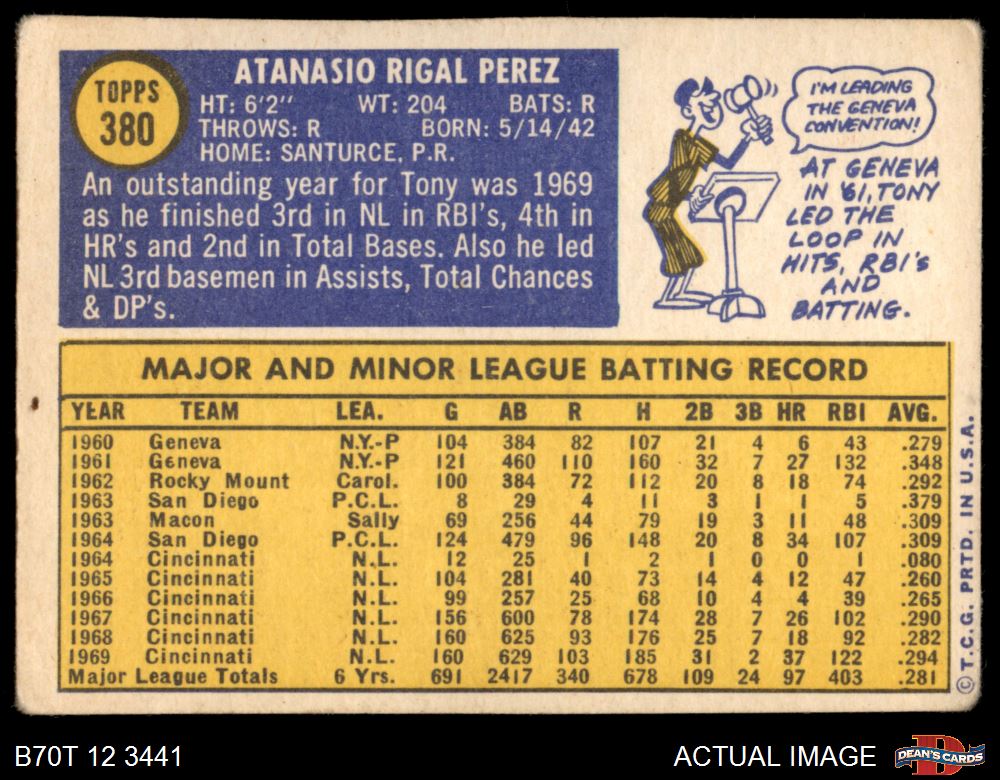 TOPPS
380
ATANASIO RIGAL PEREZ
HT: 6'2" WT: 204 BATS: R
THROWS: R BORN: 5/14/42
HOME: SANTURCE, P.R.
An outstanding year for Tony was 1969
as he finished 3rd in NL in RBI's, 4th in
HR's and 2nd in Total Bases. Also he led
NL 3rd basemen in Assists, Total Chances
& DP's.
I'M LEADING
THE GENEVA
CONVENTION!
AT GENEVA
IN '61, TONY
LED THE
LOOP IN
HITS, RBI's
AND
BATTING.
MAJOR AND MINOR LEAGUE BATTING RECORD
YEAR TEAM LEA. G AB R H 2B 3B HR RBI AVG.
1960 Geneva N.Y.-P 104 384 82 107 21 4 6 43 .279
1961 Geneva N.Y.-P 121 460 110 160 32 7 27 132 .348
1962 Rocky Mount Carol. 100 384 72 112 20 8 18 74 .292
1963 San Diego P.C.L. 8 29 4 11 3 1 1 5 .379
1963 Macon Sally 69 256 44 79 19 3 11 48 .309
1964 San Diego P.C.L. 124 479 96 148 20 8 34 107 .309
1964 Cincinnati N.L. 12 25 1 2 1 0 0 1 .080
1965 Cincinnati N.L. 104 281 40 73 14 4 12 47 .260
1966 Cincinnati N.L. 99 257 25 68 10 4 4 39 .265
1967 Cincinnati N.L. 156 600 78 174 28 7 26 102 .290
1968 Cincinnati N.L. 160 625 93 176 25 7 18 92 .282
1969 Cincinnati N.L. 160 629 103 185 31 2 37 122 .294
Major League Totals 6 Yrs. 691 2417 340 678 109 24 97 403 .281
© T.C.G. PRTD. IN U.S.A.
B70T 12 3441
ACTUAL IMAGE
D
DEAN'S CARDS